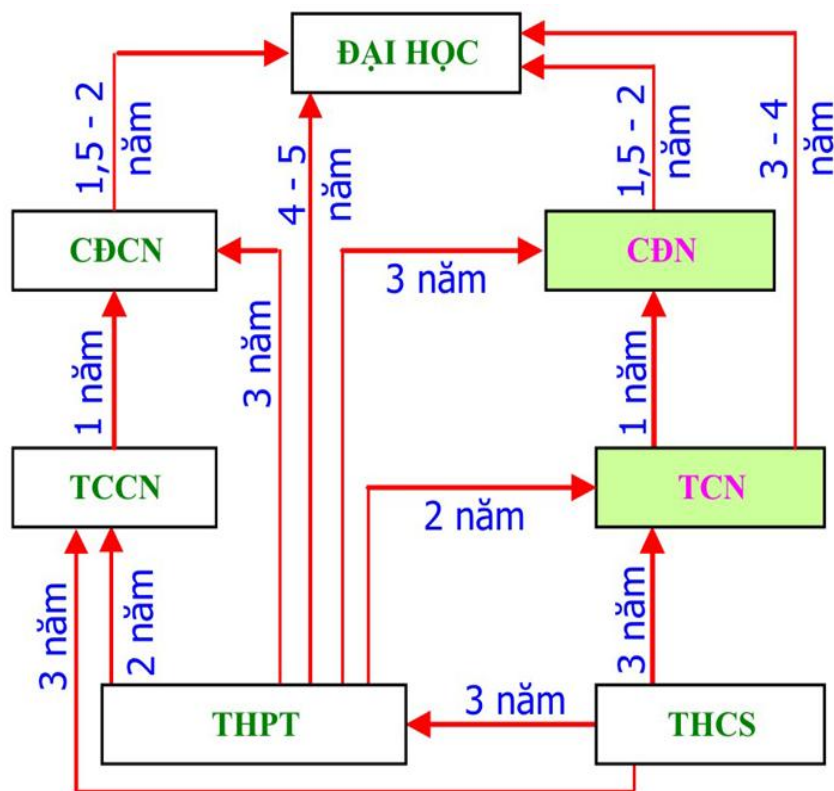 ĐẠI HỌC
1,5 - 2
năm
4 - 5
năm
1,5 - 2
năm
3 - 4
năm
CĐCN
CĐN
3 năm
3 năm
1 năm
1 năm
TCCN
TCN
2 năm
3 năm
2 năm
3 năm
3 năm
THPT
THCS